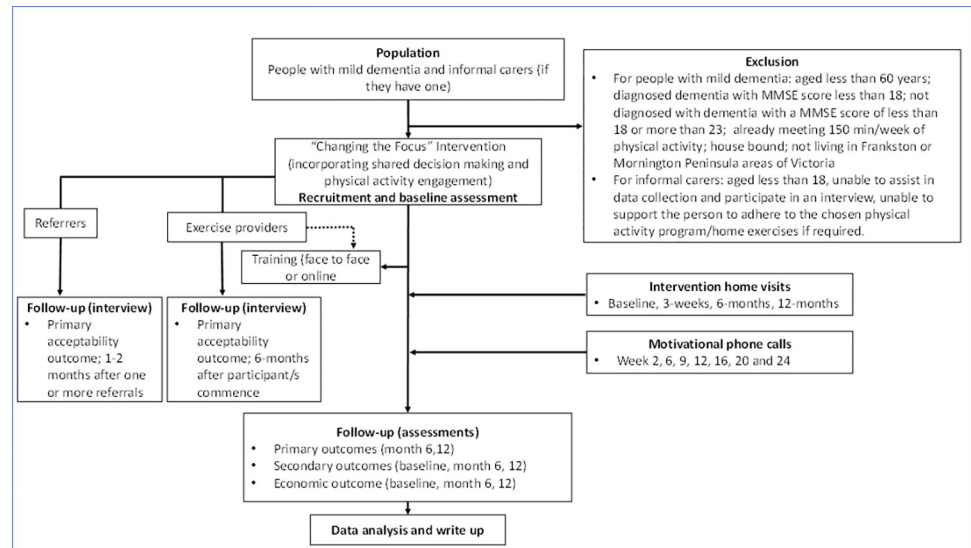 Population
People with mild dementia and informal carers (if
they have one)
Exclusion
• For people with mild dementia: aged less than 60 years;
diagnosed dementia with MMSE score less than 18; not
diagnosed with dementia with a MMSE score of less than
18 or more than 23; already meeting 150 min/week of
physical activity; house bound; not living in Frankston or
Mornington Peninsula areas of Victoria
• For informal carers: aged less than 18, unable to assist in
data collection and participate in an interview, unable to
support the person to adhere to the chosen physical
activity program/home exercises if required.
"Changing the Focus" Intervention
(incorporating shared decision making and
physical activity engagement)
Recruitment and baseline assessment
Referrers
Exercise providers
Training (face to face
or online
Follow-up (interview)
• Primary
acceptability
outcome; 1-2
months after one
or more referrals
Follow-up (interview)
• Primary
acceptability
outcome; 6-months
after participant/s
commence
Intervention home visits
• Baseline, 3-weeks, 6-months, 12-months
Motivational phone calls
• Week 2, 6, 9, 12, 16, 20 and 24
Follow-up (assessments)
• Primary outcomes (month 6,12)
• Secondary outcomes (baseline, month 6, 12)
• Economic outcome (baseline, month 6, 12)
Data analysis and write up